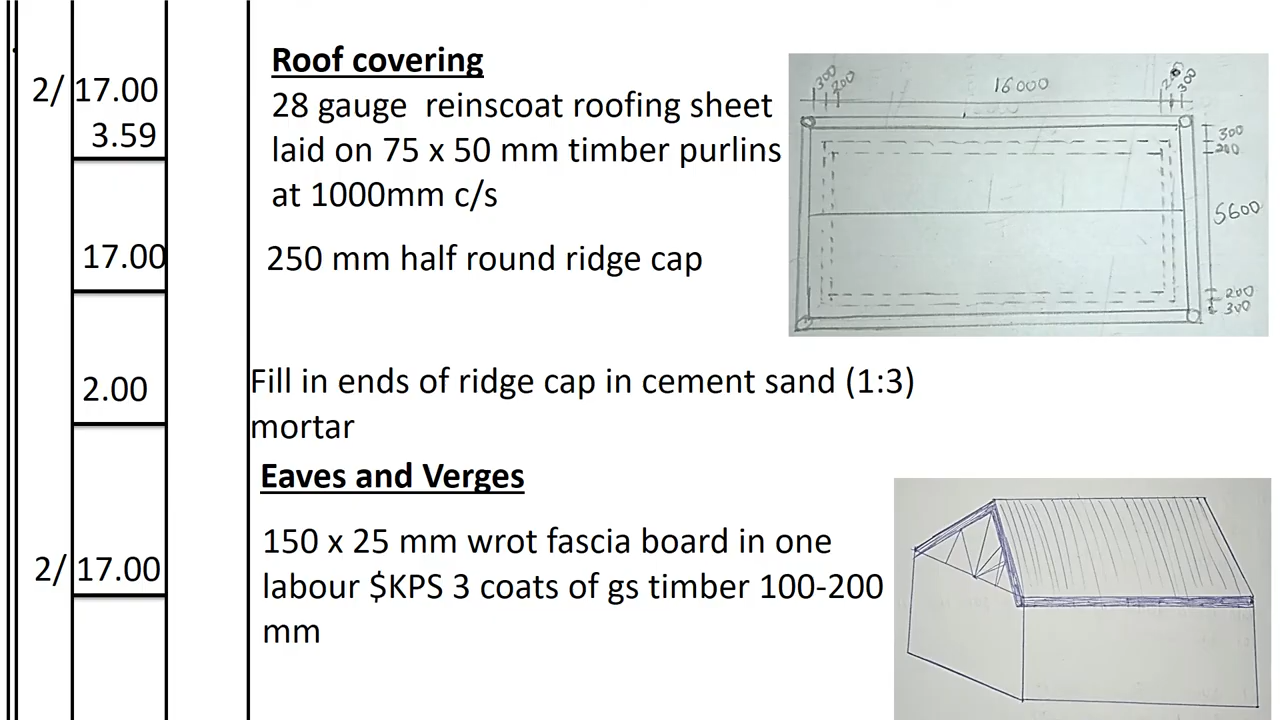 Roof covering
2/ 17.00
3.59
28 gauge  reinscoat roofing sheet
laid on 75 x 50 mm timber purlins
at 1000mm c/s
17.00
250 mm half round ridge cap
2.00
Fill in ends of ridge cap in cement sand (1:3)
mortar
Eaves and Verges
2/ 17.00
150 x 25 mm wrot fascia board in one
labour $KPS 3 coats of gs timber 100-200
mm
300 200
16000
300
200
5600
200
300